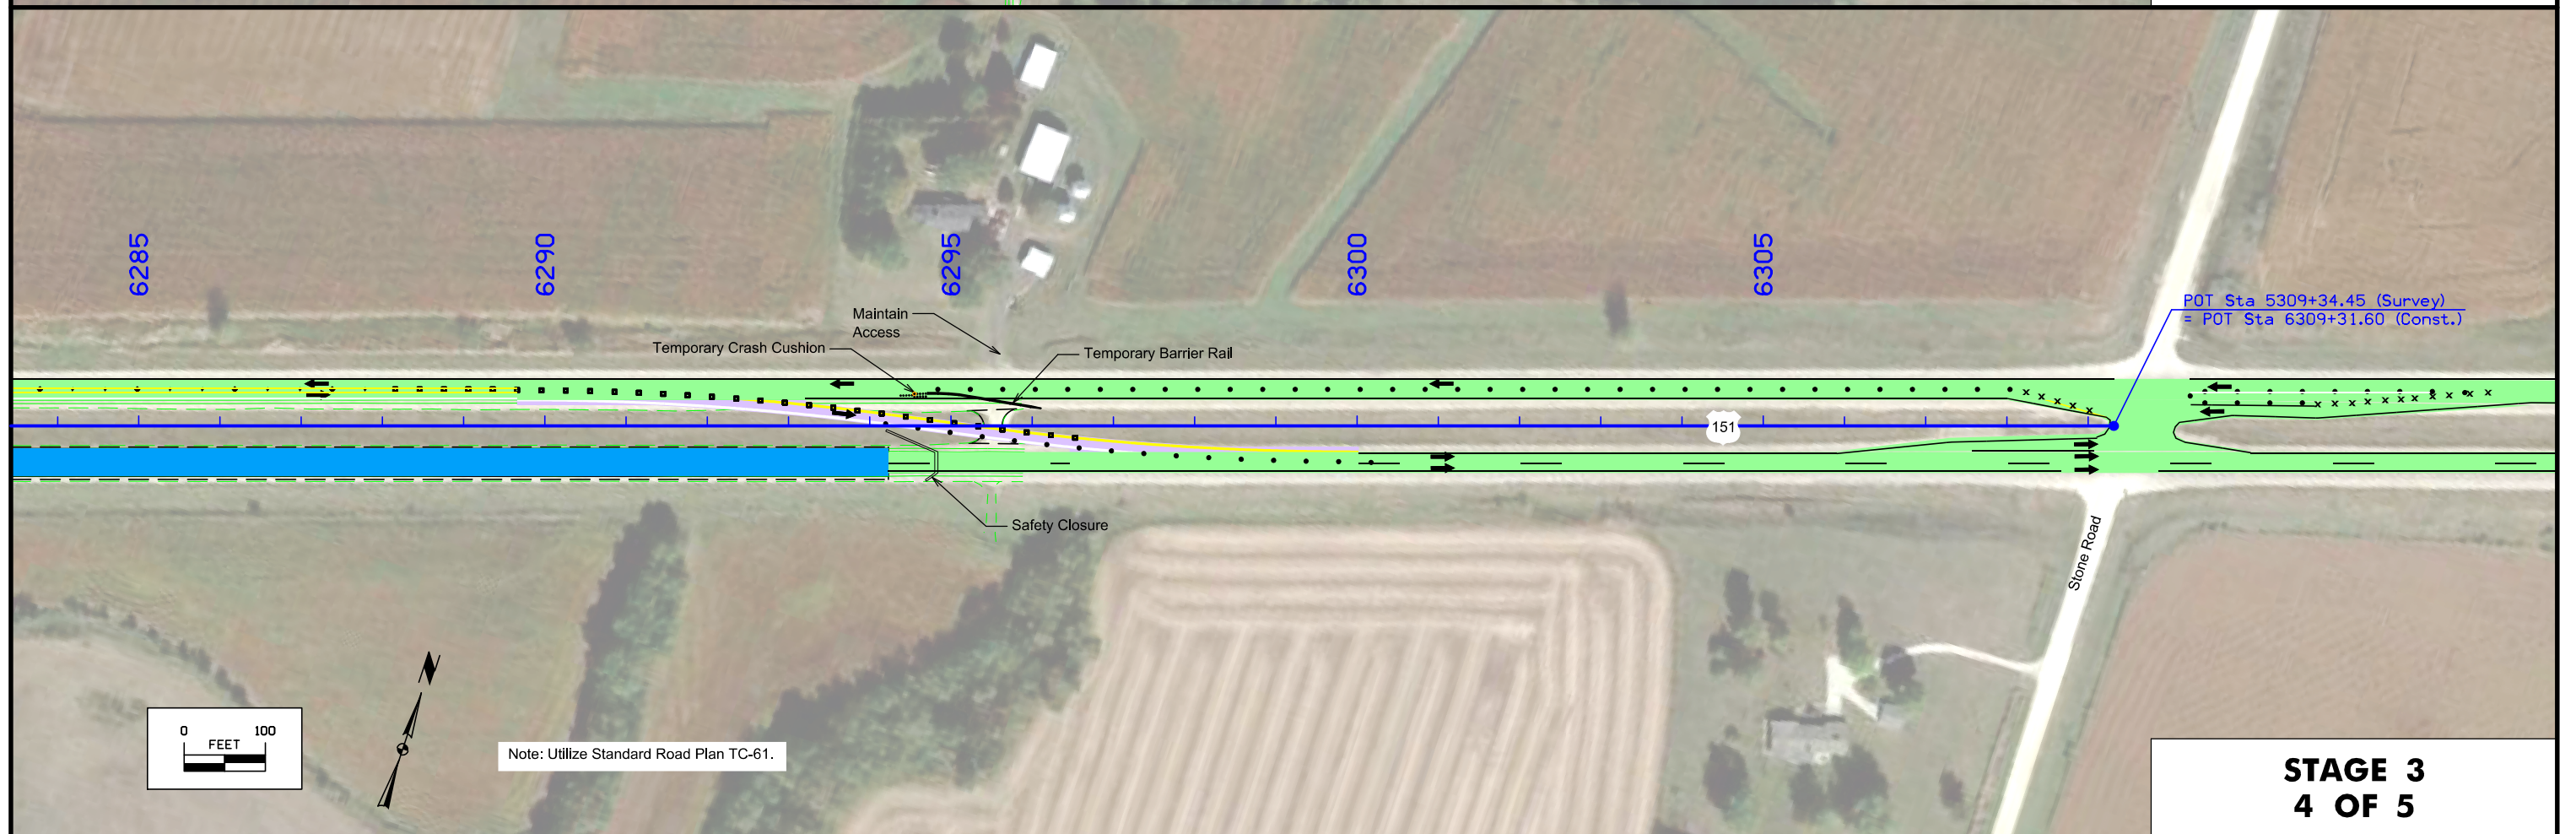 6285
6290
6295
6300
6305
POT Sta 5309+34.45 (Survey)
= POT Sta 6309+31.60 (Const.)
Maintain
Access
Temporary Crash Cushion
Temporary Barrier Rail
151
Safety Closure
Stone Road
0 100
FEET
Note: Utilize Standard Road Plan TC-61.
STAGE 3
4 OF 5